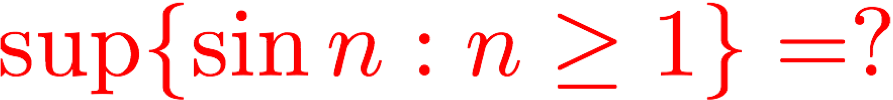 sup{sin n : n ≥ 1} =?